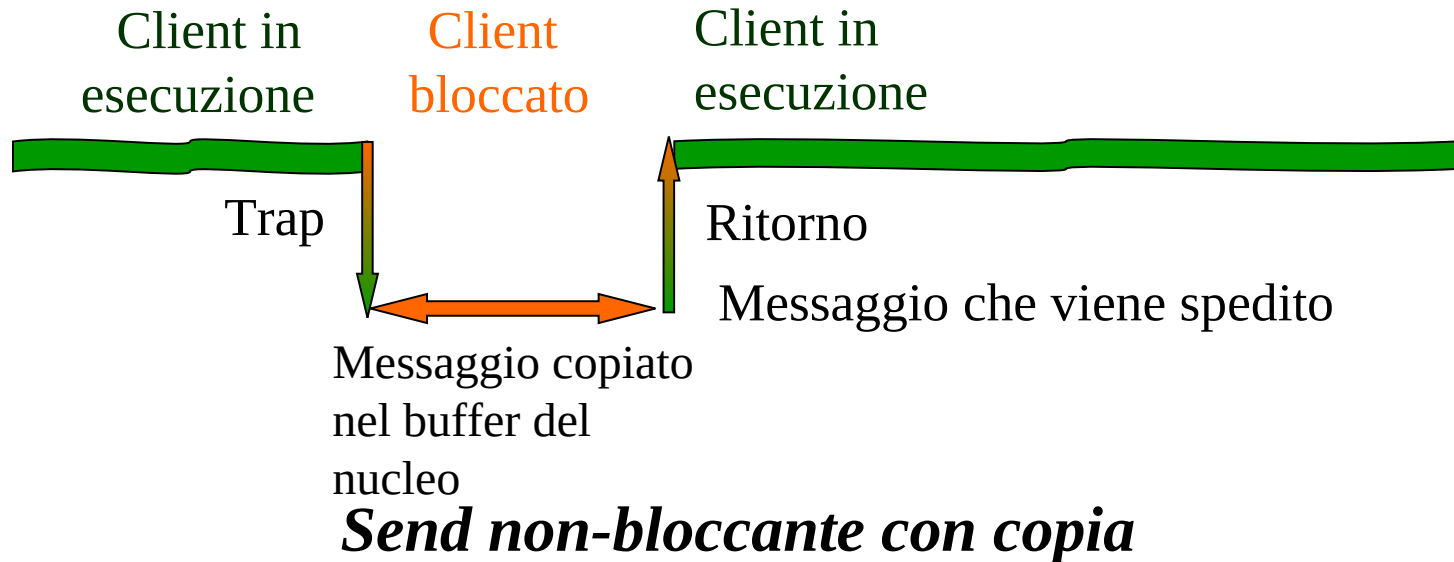 Client in
esecuzione
Client
bloccato
Client in
esecuzione
Trap
Ritorno
Messaggio che viene spedito
Messaggio copiato
nel buffer del
nucleo
Send non-bloccante con copia